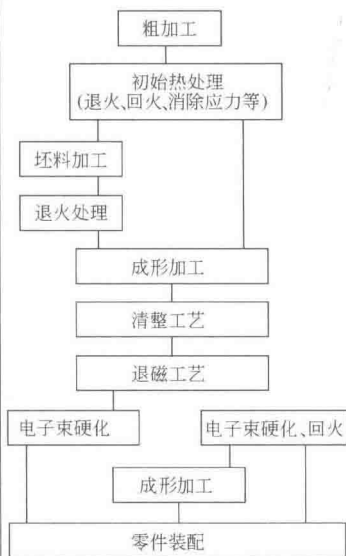 粗加工
初始热处理
(退火、回火、消除应力等)
坯料加工
退火处理
成形加工
清整工艺
退磁工艺
电子束硬化
电子束硬化、回火
成形加工
零件装配